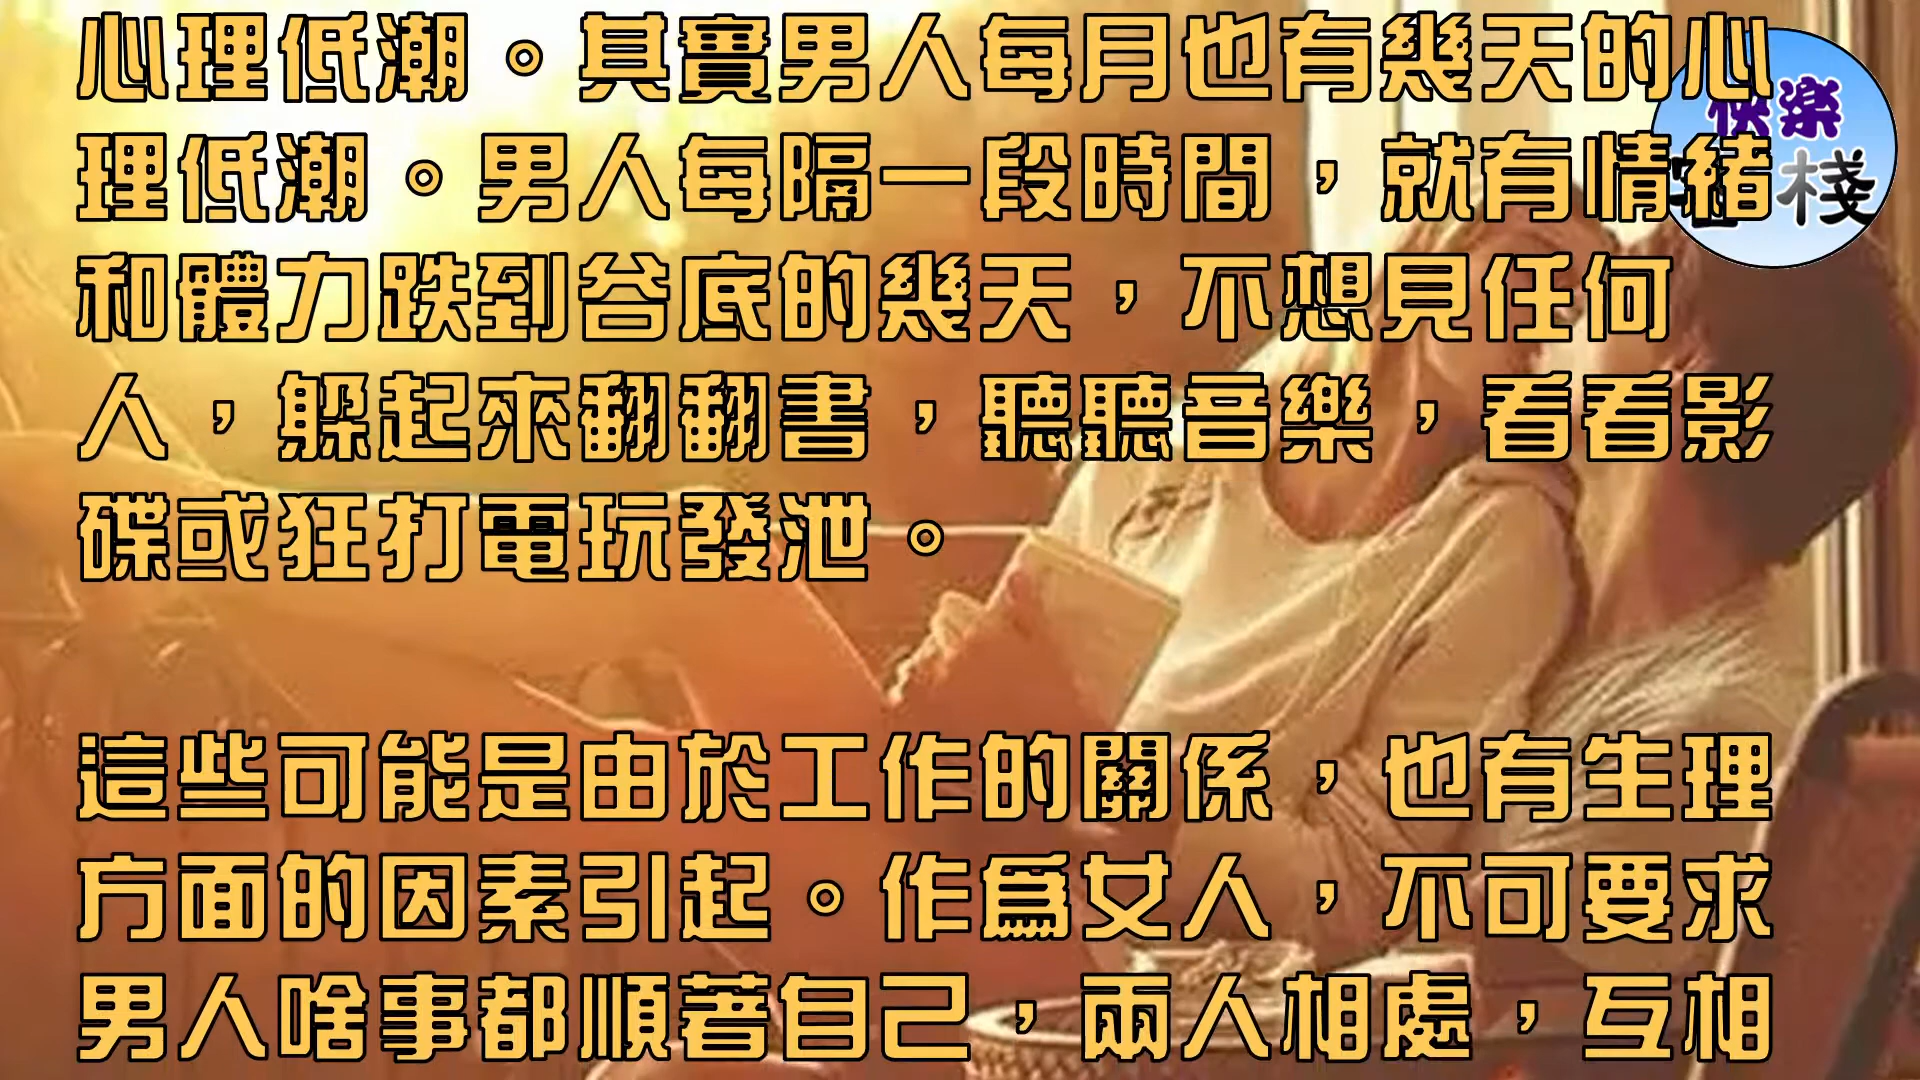 心理低潮。其實男人每月也有幾天的心
理低潮。男人每隔一段時間，就有情緒
和體力跌到谷底的幾天，不想見任何
人，躲起來翻翻書，聽聽音樂，看看影
碟或狂打電玩發泄。
這些可能是由於工作的關係，也有生理
方面的因素引起。作為女人，不可要求
男人啥事都順著自己，兩人相處，互相
快樂
棧